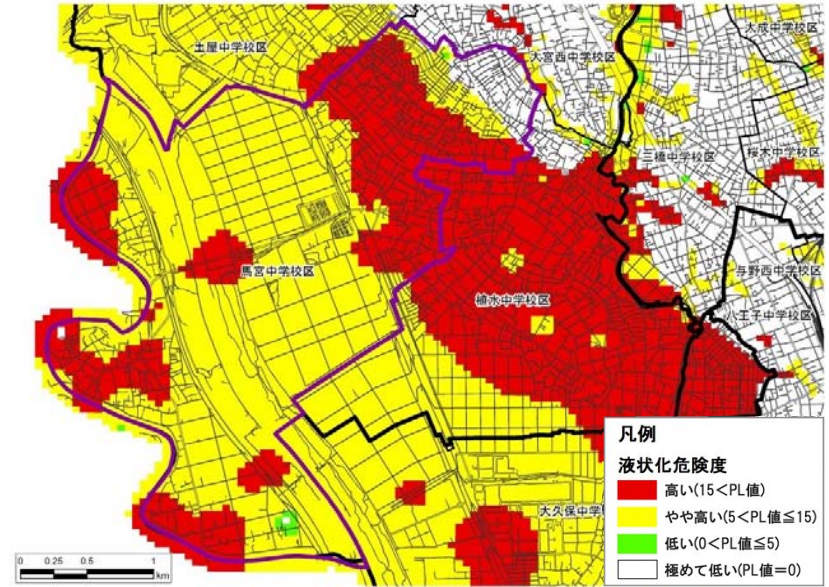 土屋中学校区
大宮西中学校区
大成中学校区
三橋中学校区
桜木中学校区
馬宮中学校区
植水中学校区
与野西中学校区
八王子中学校区
大久保中学
凡例
液状化危険度
高い(15<PL値)
やや高い(5<PL値≦15)
低い(0<PL値≦5)
極めて低い(PL値=0)
0 0.25 0.5 1
km